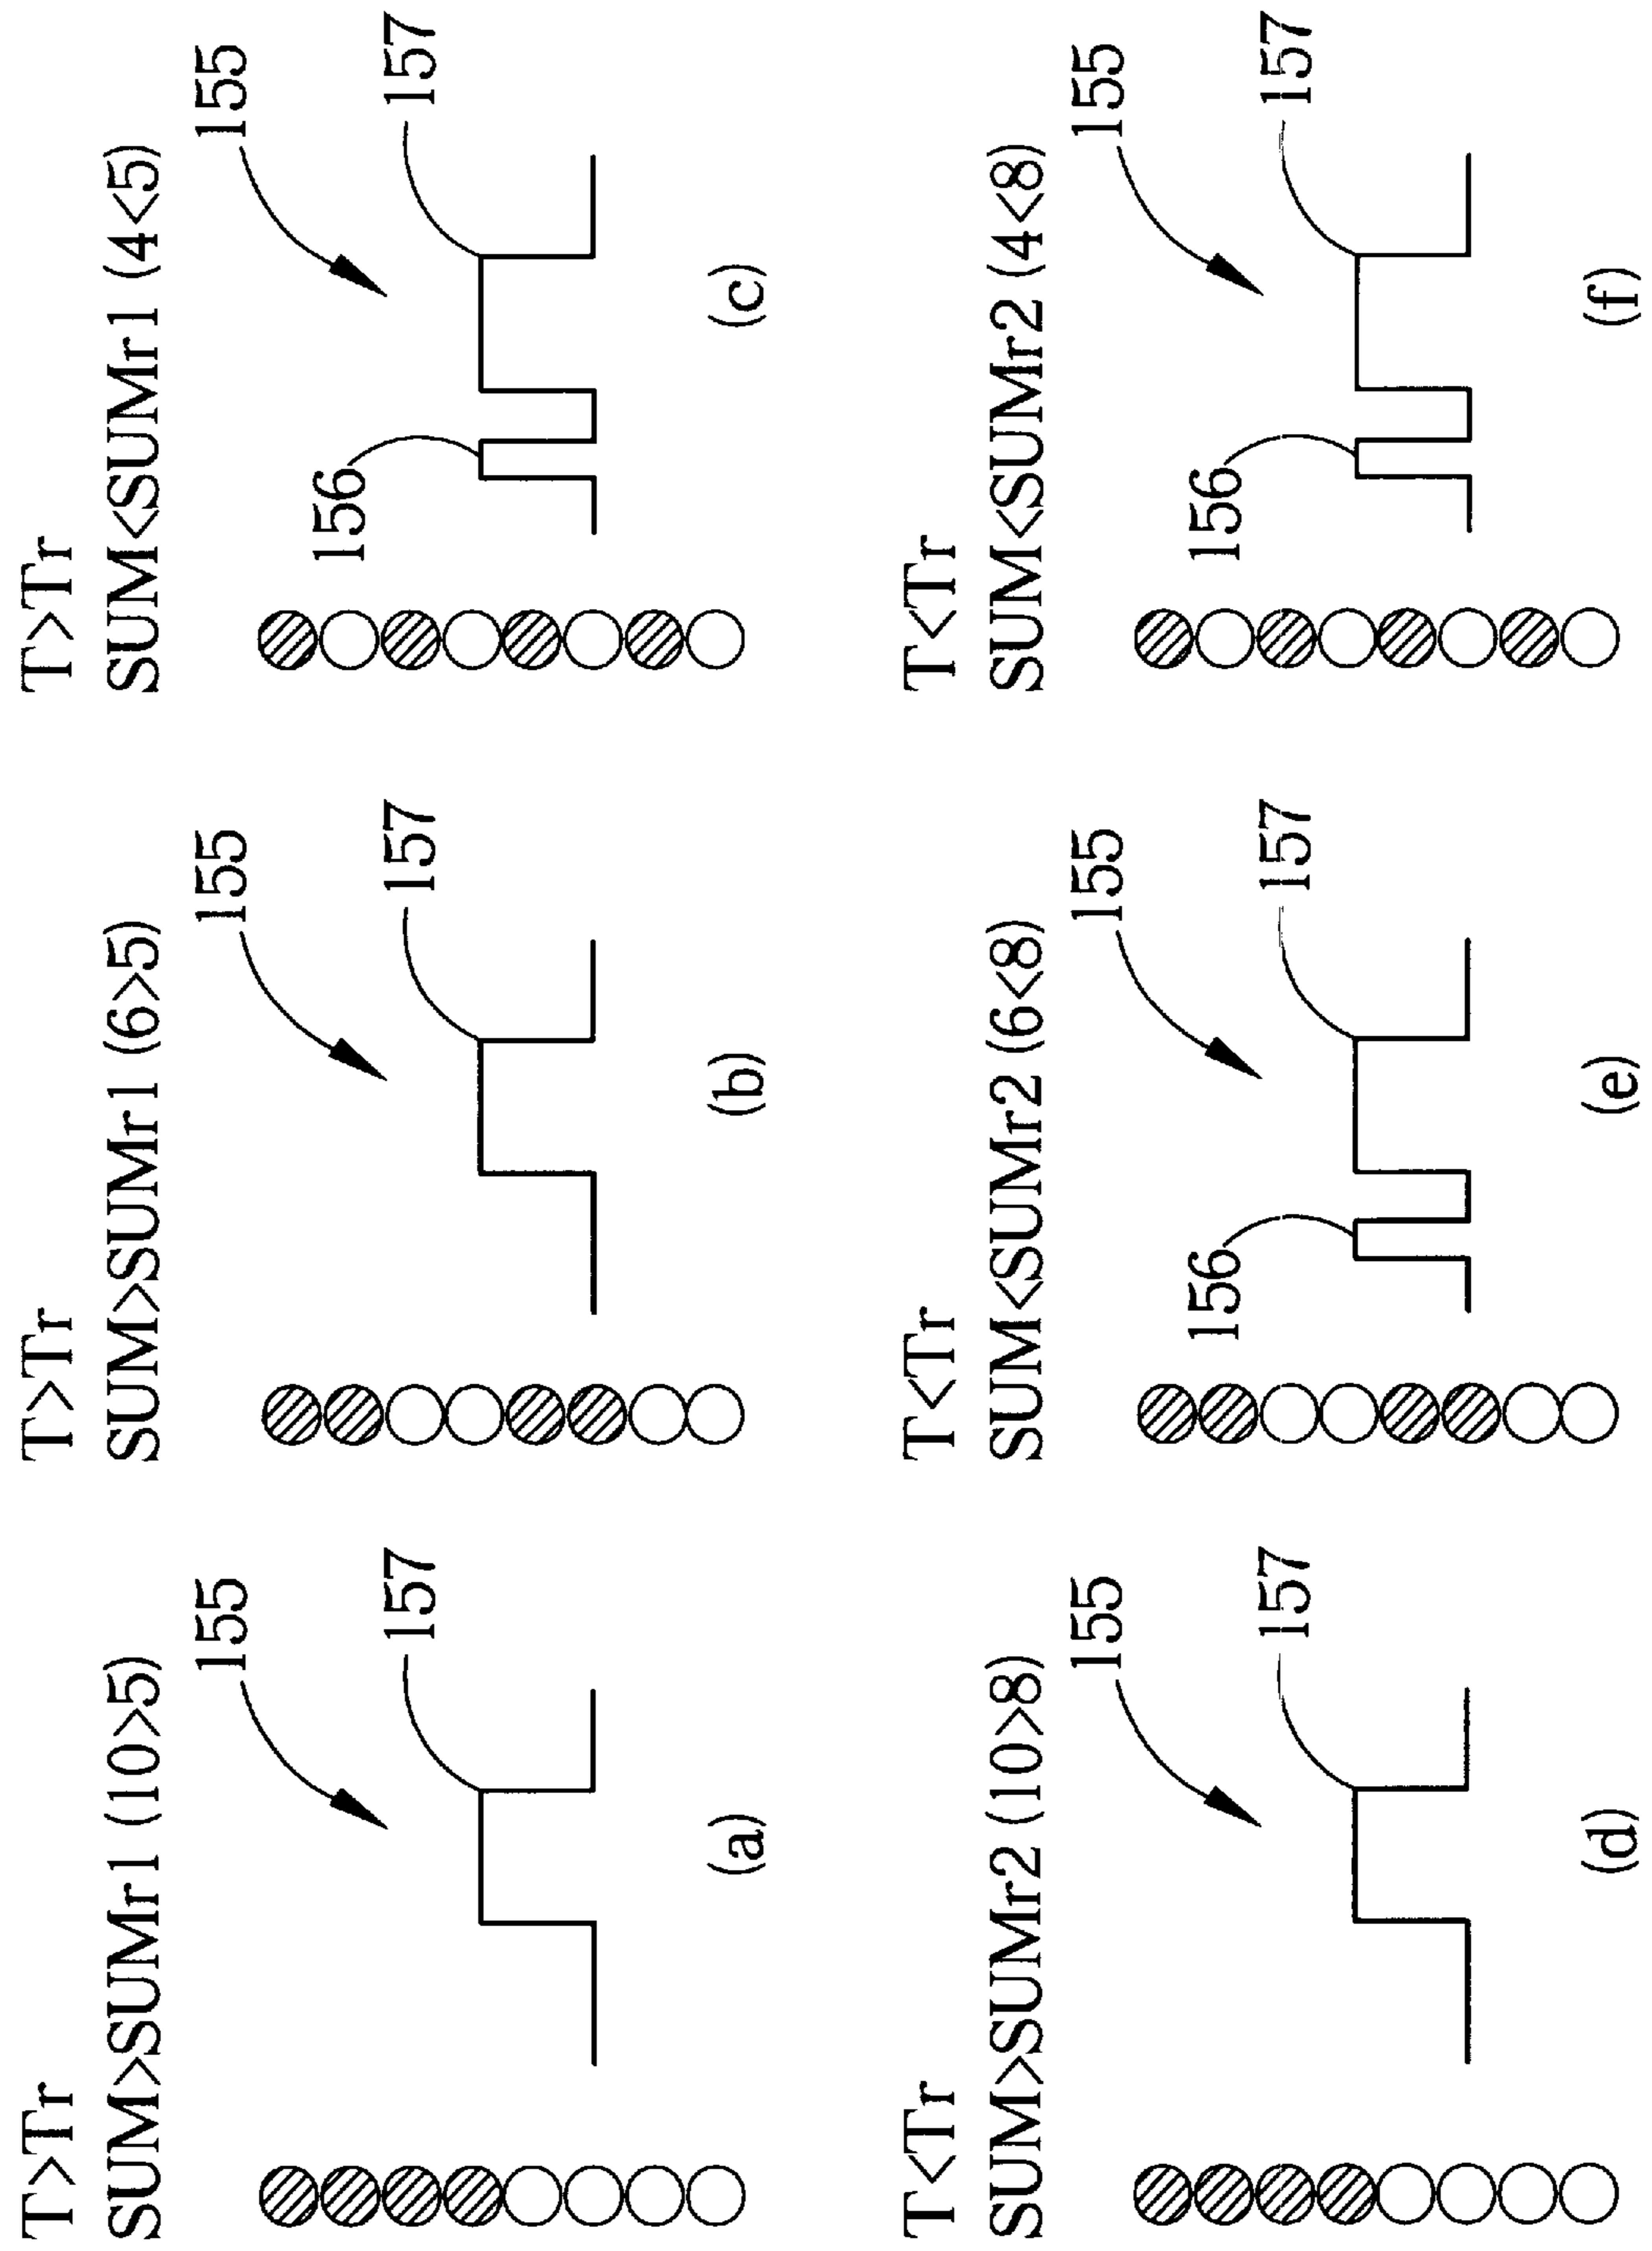 T>Tr
SUM>SUMr1 (10>5)
155
157
(a)
T>Tr
SUM>SUMr1 (6>5)
155
157
(b)
T>Tr
SUM<SUMr1 (4<5)
155
156
157
(c)
T<Tr
SUM>SUMr2 (10>8)
155
157
(d)
T<Tr
SUM<SUMr2 (6<8)
155
156
157
(e)
T<Tr
SUM<SUMr2 (4<8)
155
156
157
(f)